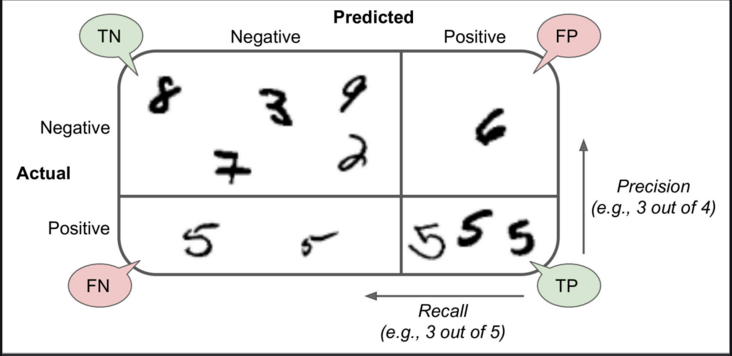 Predicted
TN Negative Positive FP
8 3 9 6
Negative
7 2
Actual
Precision
(e.g., 3 out of 4)
Positive 5 5 5 5 5
FN TP
Recall
(e.g., 3 out of 5)